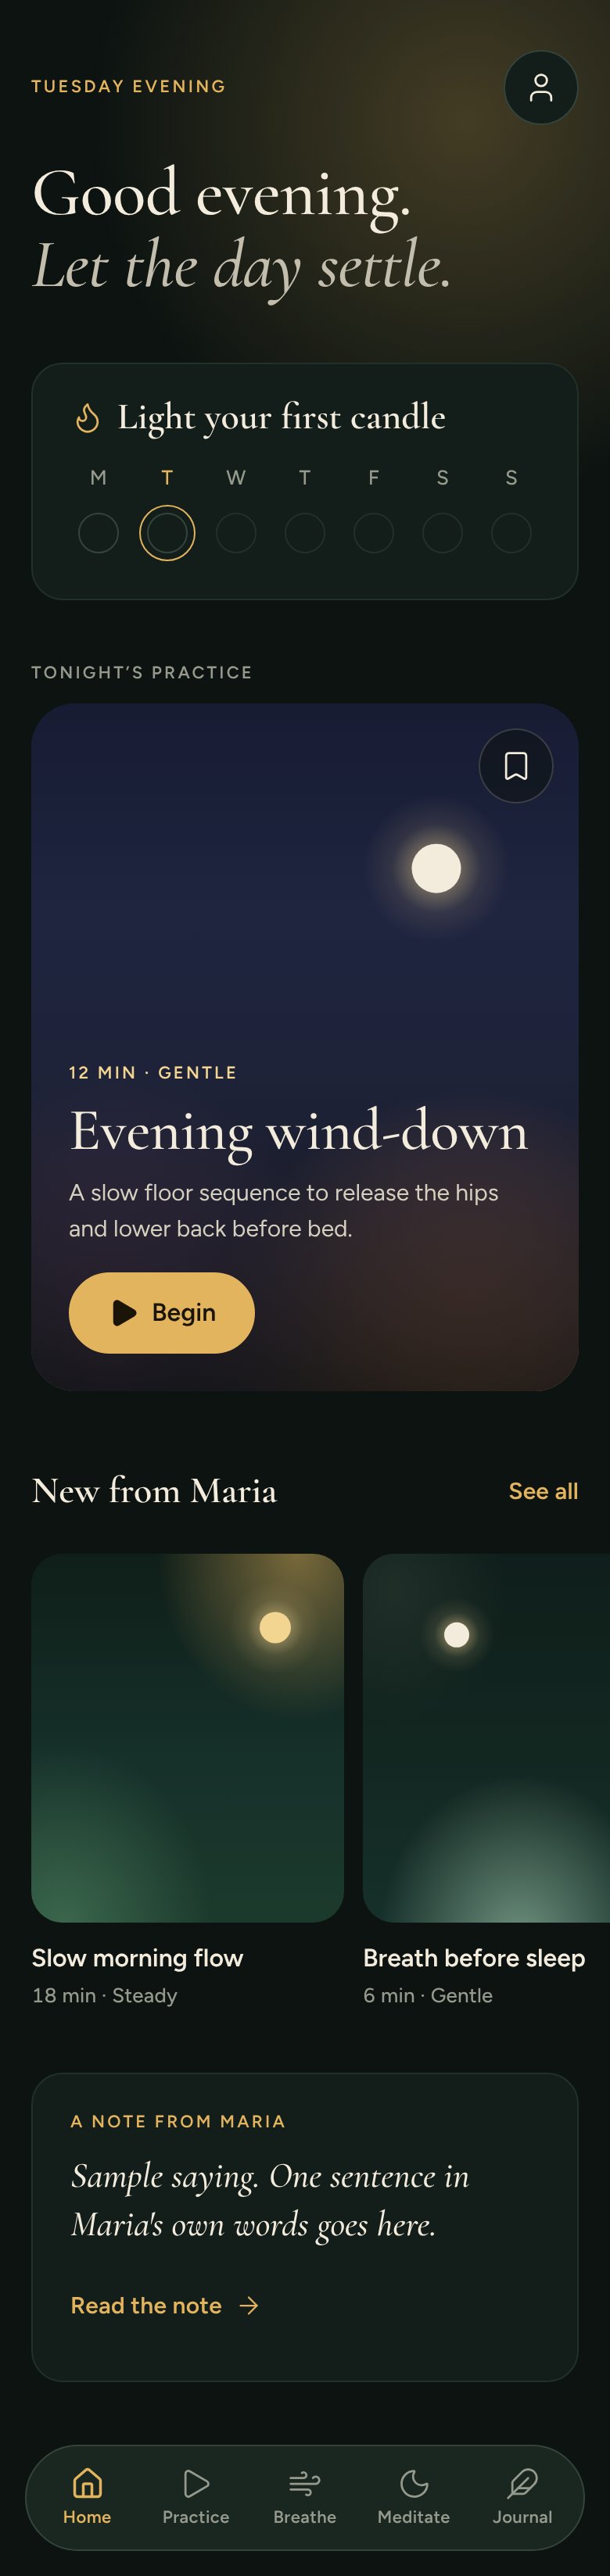 TUESDAY EVENING
Good evening.
Let the day settle.
Light your first candle
M T W T F S S
TONIGHT’S PRACTICE
12 MIN · GENTLE
Evening wind-down
A slow floor sequence to release the hips
and lower back before bed.
Begin
New from Maria
See all
Slow morning flow
18 min · Steady
Breath before sleep
6 min · Gentle
A NOTE FROM MARIA
Sample saying. One sentence in
Maria's own words goes here.
Read the note
Home
Practice
Breathe
Meditate
Journal